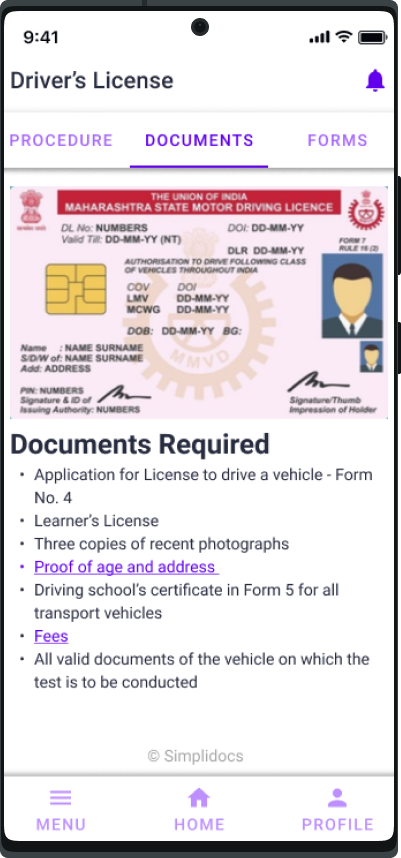 9:41
Driver's License
PROCEDURE
DOCUMENTS
FORMS
THE UNION OF INDIA
MAHARASHTRA STATE MOTOR DRIVING LICENCE
DL No: NUMBERS
DOI: DD-MM-YY
Valid Till: DD-MM-YY (NT)
DLR DD-MM-YY
FORM 7
RULE 16 (2)
AUTHORISATION TO DRIVE FOLLOWING CLASS
OF VEHICLES THROUGHOUT INDIA
COV DOI
LMV DD-MM-YY
MCWG DD-MM-YY
DOB: DD-MM-YY BG:
MMVD
Name : NAME SURNAME
S/D/W of: NAME SURNAME
Add: ADDRESS
PIN: NUMBERS
Signature & ID of
Issuing Authority: NUMBERS
Signature/Thumb
Impression of Holder
Documents Required
• Application for License to drive a vehicle - Form
No. 4
• Learner's License
• Three copies of recent photographs
• Proof of age and address
• Driving school's certificate in Form 5 for all
transport vehicles
• Fees
• All valid documents of the vehicle on which the
test is to be conducted
© Simplidocs
MENU
HOME
PROFILE